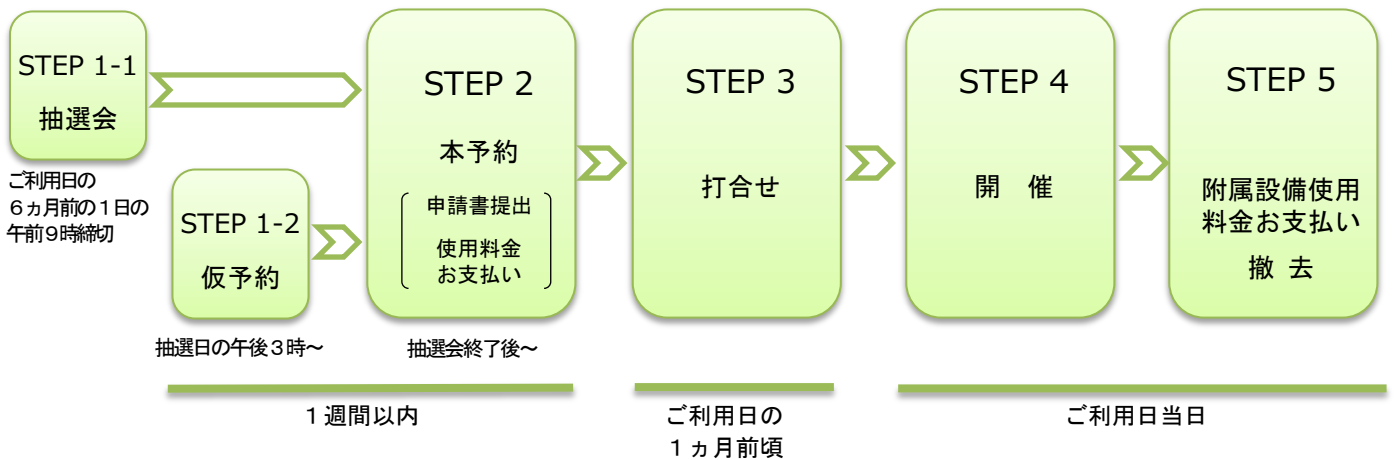 STEP 1-1
抽選会
ご利用日の
６ヵ月前の１日の
午前９時締切
STEP 1-2
仮予約
抽選日の午後３時～
STEP 2
本予約
申請書提出
使用料金
お支払い
抽選会終了後～
１週間以内
STEP 3
打合せ
ご利用日の
１ヵ月前頃
STEP 4
開　催
STEP 5
附属設備使用
料金お支払い
撤 去
ご利用日当日